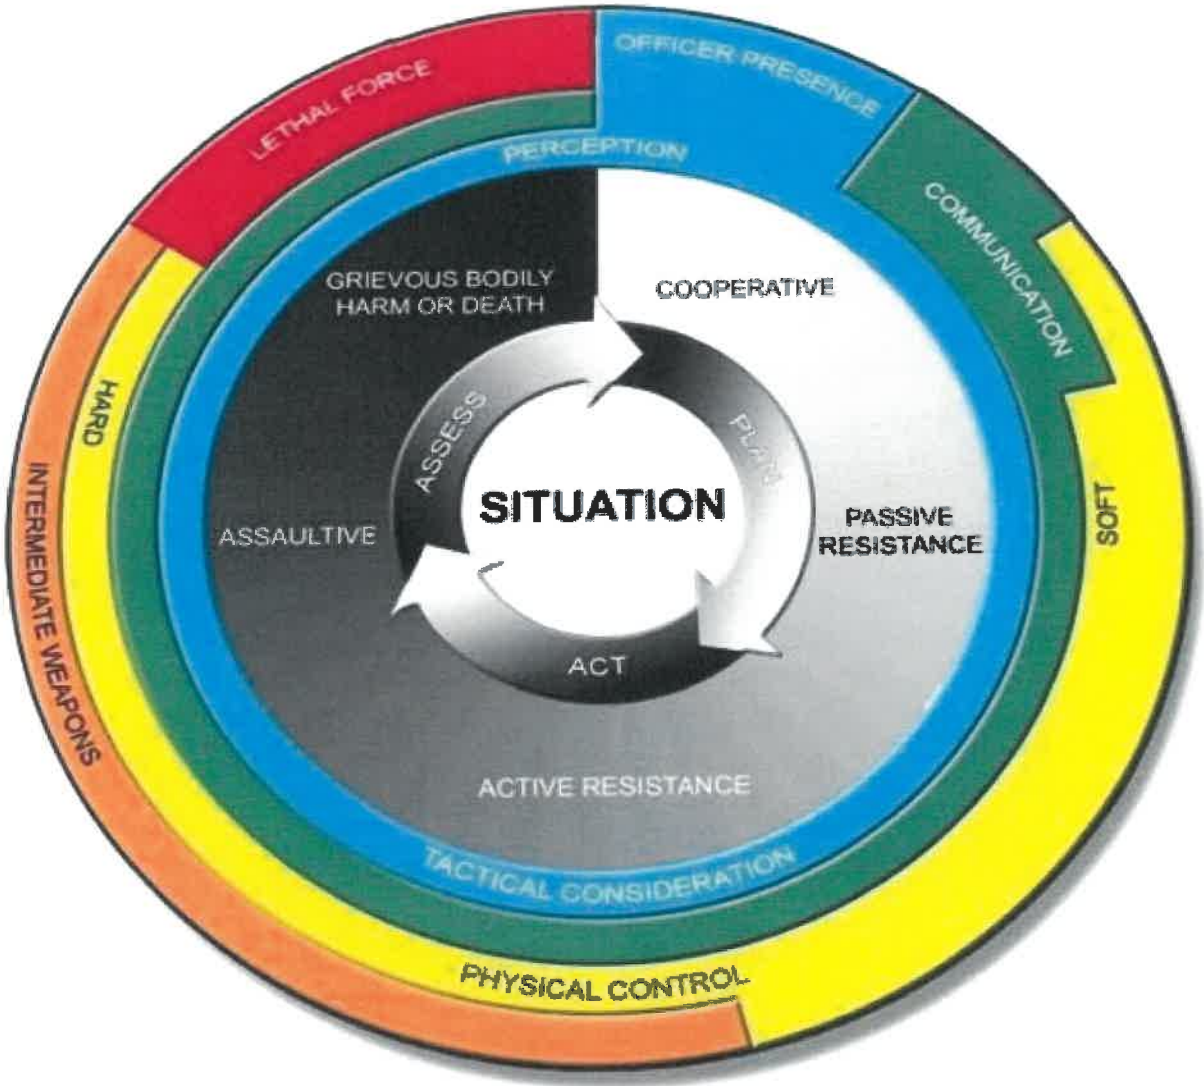 LETHAL FORCE
OFFICER PRESENCE
PERCEPTION
COMMUNICATION
GRIEVOUS BODILY
HARM OR DEATH
COOPERATIVE
ASSESS
PLAN
HARD
SITUATION
SOFT
ASSAULTIVE
PASSIVE
RESISTANCE
INTERMEDIATE WEAPONS
ACT
ACTIVE RESISTANCE
TACTICAL CONSIDERATION
PHYSICAL CONTROL